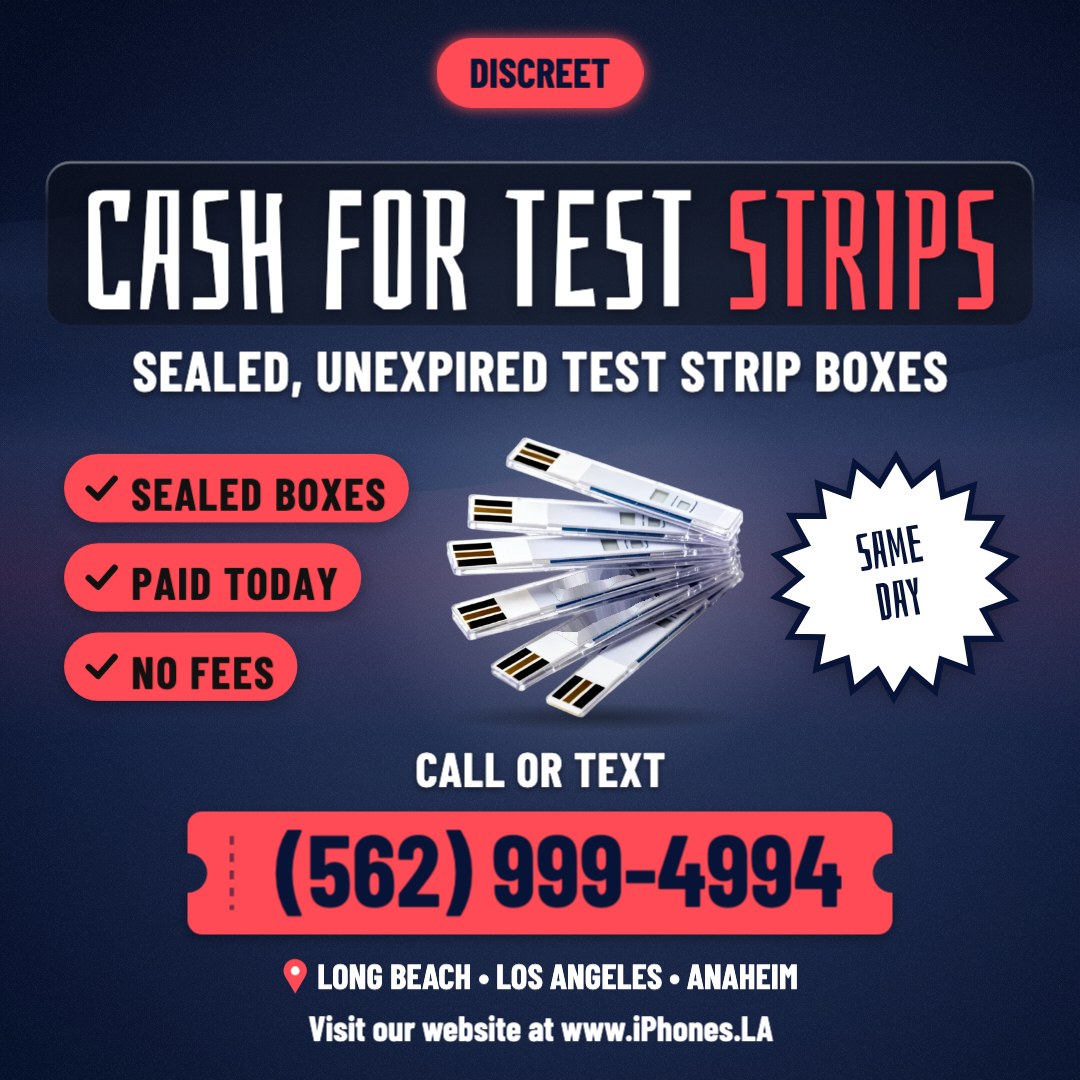 DISCREET
CASH FOR TEST STRIPS
SEALED, UNEXPIRED TEST STRIP BOXES
SEALED BOXES
PAID TODAY
NO FEES
SAME
DAY
CALL OR TEXT
(562) 999-4994
LONG BEACH • LOS ANGELES • ANAHEIM
Visit our website at www.iPhones.LA